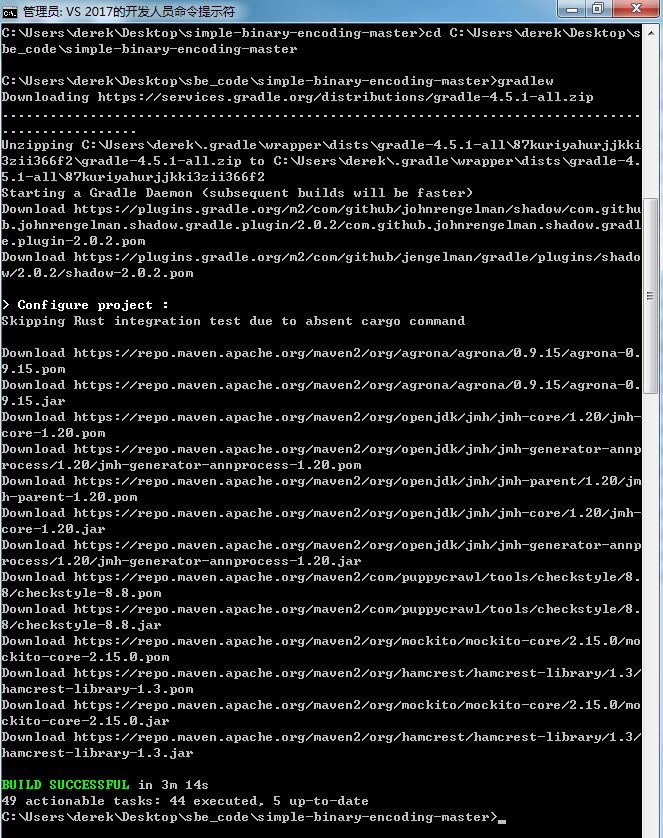 管理员: VS 2017的开发人员命令提示符
C:\Users\derek\Desktop\simple-binary-encoding-master>cd C:\Users\derek\Desktop\s
be_code\simple-binary-encoding-master
C:\Users\derek\Desktop\sbe_code\simple-binary-encoding-master>gradlew
Downloading https://services.gradle.org/distributions/gradle-4.5.1-all.zip
................................................................................
.................
Unzipping C:\Users\derek\.gradle\wrapper\dists\gradle-4.5.1-all\87kuriyahurjjkki
3zii366f2\gradle-4.5.1-all.zip to C:\Users\derek\.gradle\wrapper\dists\gradle-4.
5.1-all\87kuriyahurjjkki3zii366f2
Starting a Gradle Daemon (subsequent builds will be faster)
Download https://plugins.gradle.org/m2/com/github/johnrengelman/shadow/com.githu
b.johnrengelman.shadow.gradle.plugin/2.0.2/com.github.johnrengelman.shadow.gradl
e.plugin-2.0.2.pom
Download https://plugins.gradle.org/m2/com/github/jengelman/gradle/plugins/shado
w/2.0.2/shadow-2.0.2.pom
> Configure project :
Skipping Rust integration test due to absent cargo command
Download https://repo.maven.apache.org/maven2/org/agrona/agrona/0.9.15/agrona-0.
9.15.pom
Download https://repo.maven.apache.org/maven2/org/agrona/agrona/0.9.15/agrona-0.
9.15.jar
Download https://repo.maven.apache.org/maven2/org/openjdk/jmh/jmh-core/1.20/jmh-
core-1.20.pom
Download https://repo.maven.apache.org/maven2/org/openjdk/jmh/jmh-generator-annp
rocess/1.20/jmh-generator-annprocess-1.20.pom
Download https://repo.maven.apache.org/maven2/org/openjdk/jmh/jmh-parent/1.20/jm
h-parent-1.20.pom
Download https://repo.maven.apache.org/maven2/org/openjdk/jmh/jmh-core/1.20/jmh-
core-1.20.jar
Download https://repo.maven.apache.org/maven2/org/openjdk/jmh/jmh-generator-annp
rocess/1.20/jmh-generator-annprocess-1.20.jar
Download https://repo.maven.apache.org/maven2/com/puppycrawl/tools/checkstyle/8.
8/checkstyle-8.8.pom
Download https://repo.maven.apache.org/maven2/com/puppycrawl/tools/checkstyle/8.
8/checkstyle-8.8.jar
Download https://repo.maven.apache.org/maven2/org/mockito/mockito-core/2.15.0/mo
ckito-core-2.15.0.pom
Download https://repo.maven.apache.org/maven2/org/hamcrest/hamcrest-library/1.3/
hamcrest-library-1.3.pom
Download https://repo.maven.apache.org/maven2/org/mockito/mockito-core/2.15.0/mo
ckito-core-2.15.0.jar
Download https://repo.maven.apache.org/maven2/org/hamcrest/hamcrest-library/1.3/
hamcrest-library-1.3.jar
BUILD SUCCESSFUL in 3m 14s
49 actionable tasks: 44 executed, 5 up-to-date
C:\Users\derek\Desktop\sbe_code\simple-binary-encoding-master>_